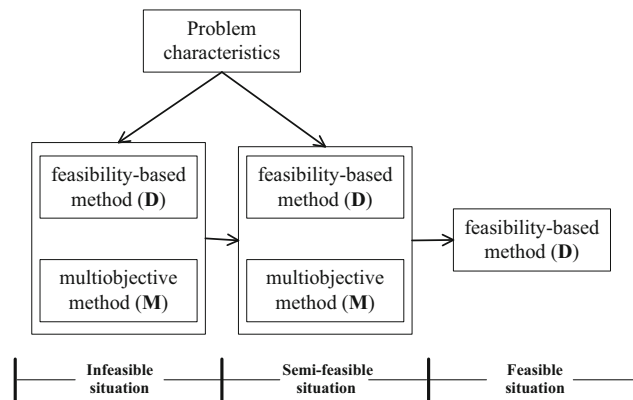 Problem
characteristics
feasibility-based
method (D)
multiobjective
method (M)
feasibility-based
method (D)
multiobjective
method (M)
feasibility-based
method (D)
Infeasible
situation
Semi-feasible
situation
Feasible
situation